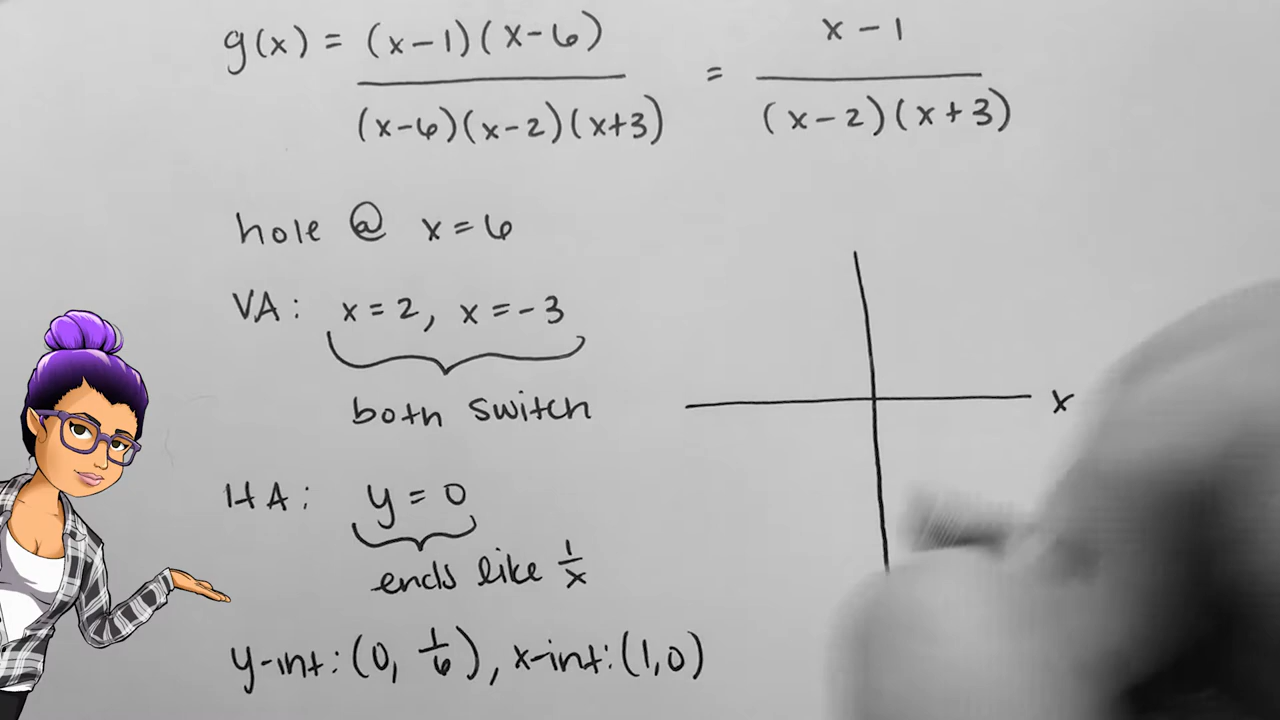 g(x) = (x-1)(x-6) / (x-6)(x-2)(x+3) = x-1 / (x-2)(x+3)
hole @ x=6
VA: x=2, x=-3
both switch
HA: y=0
ends like 1/x
y-int: (0, 1/6), x-int: (1,0)
x